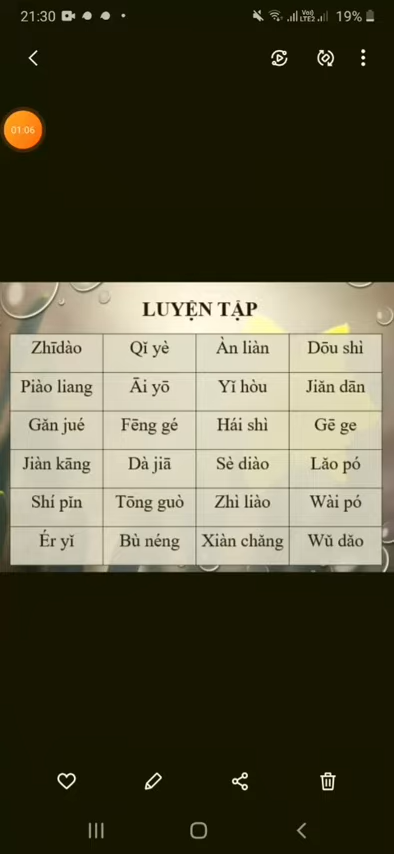 21:30 19%
01:06
LUYỆN TẬP
Zhīdào Qǐ yè Àn liàn Dōu shì
Piào liang Āi yō Yǐ hòu Jiǎn dān
Gǎn jué Fēng gé Hái shì Gē ge
Jiàn kāng Dà jiā Sè diào Lǎo pó
Shí pǐn Tōng guò Zhì liào Wài pó
Ér yǐ Bù néng Xiàn chǎng Wǔ dǎo